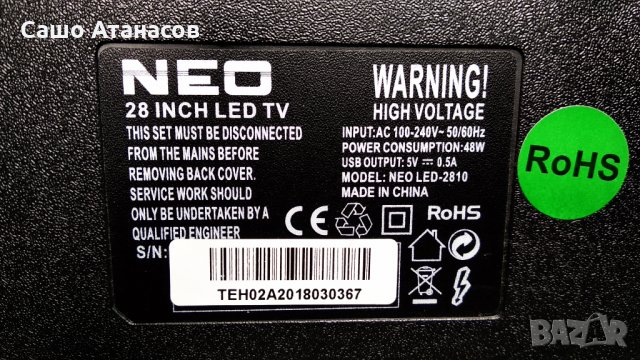 Сашо Атанасов
NEO
28 INCH LED TV
THIS SET MUST BE DISCONNECTED
FROM THE MAINS BEFORE
REMOVING BACK COVER.
SERVICE WORK SHOULD
ONLY BE UNDERTAKEN BY A
QUALIFIED ENGINEER
S/N:
TEH02A2018030367
WARNING!
HIGH VOLTAGE
INPUT:AC 100-240V~ 50/60Hz
POWER CONSUMPTION:48W
USB OUTPUT: 5V ⎓ 0.5A
MODEL: NEO LED-2810
MADE IN CHINA
CE
RoHS
RoHS
BAZAR